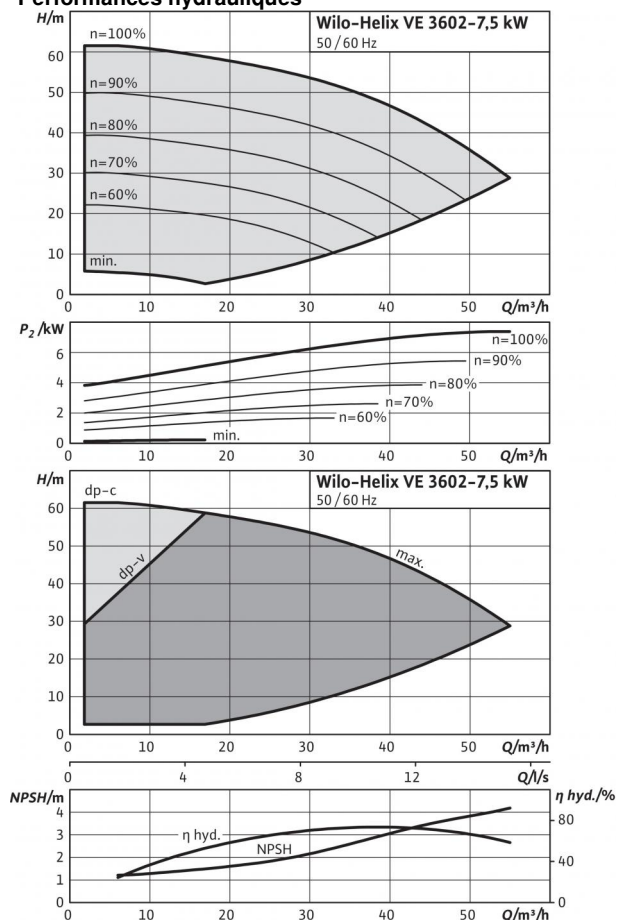 Performances hydrauliques
H/m
Wilo-Helix VE 3602-7,5 kW
50 / 60 Hz
n=100%
60
n=90%
50
n=80%
40
n=70%
30
n=60%
20
10
min.
0
0 10 20 30 40 50 Q/m³/h
P₂ /kW
n=100%
6
n=90%
4
n=80%
n=70%
2
n=60%
min.
0
0 10 20 30 40 50 Q/m³/h
H/m
Wilo-Helix VE 3602-7,5 kW
50 / 60 Hz
dp-c
60
max.
50
dp-v
40
30
20
10
0
0 10 20 30 40 50 Q/m³/h
0 4 8 12 Q/l/s
NPSH/m
η hyd./%
4
80
3
η hyd.
NPSH
2
40
1
0
0
0 10 20 30 40 50 Q/m³/h